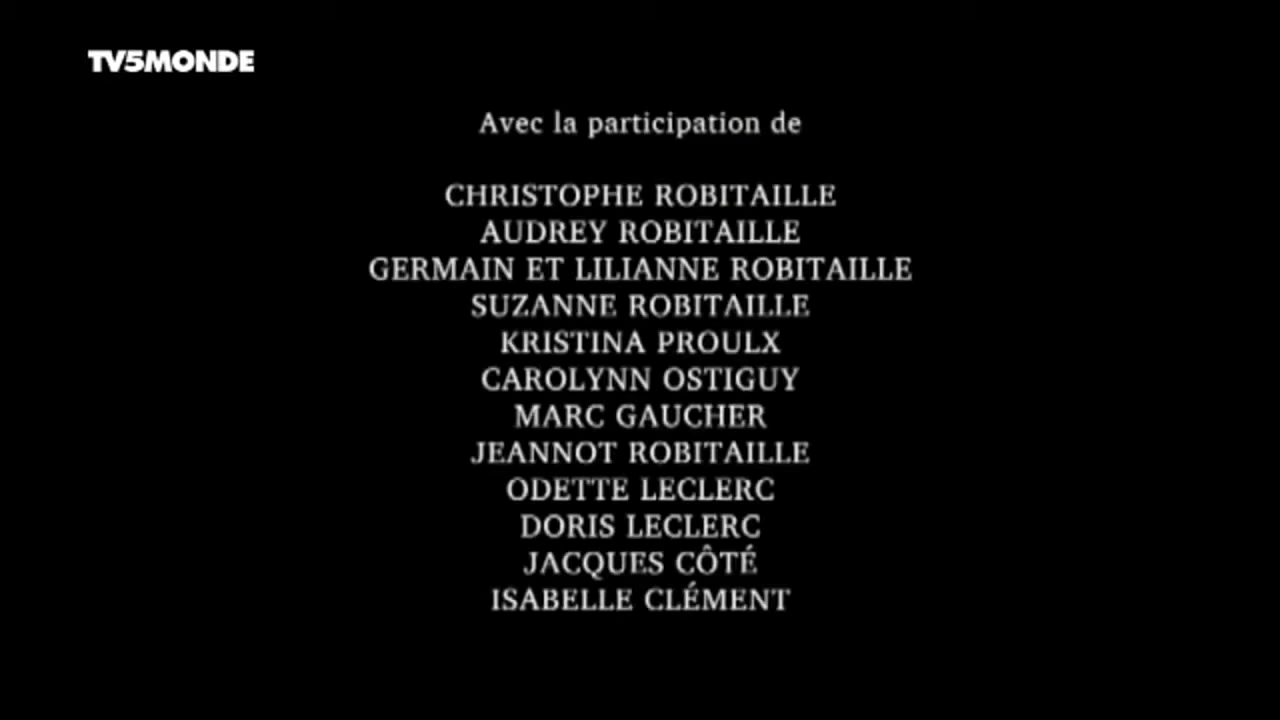 TV5MONDE
Avec la participation de
CHRISTOPHE ROBITAILLE
AUDREY ROBITAILLE
GERMAIN ET LILIANNE ROBITAILLE
SUZANNE ROBITAILLE
KRISTINA PROULX
CAROLYNN OSTIGUY
MARC GAUCHER
JEANNOT ROBITAILLE
ODETTE LECLERC
DORIS LECLERC
JACQUES CÔTÉ
ISABELLE CLÉMENT